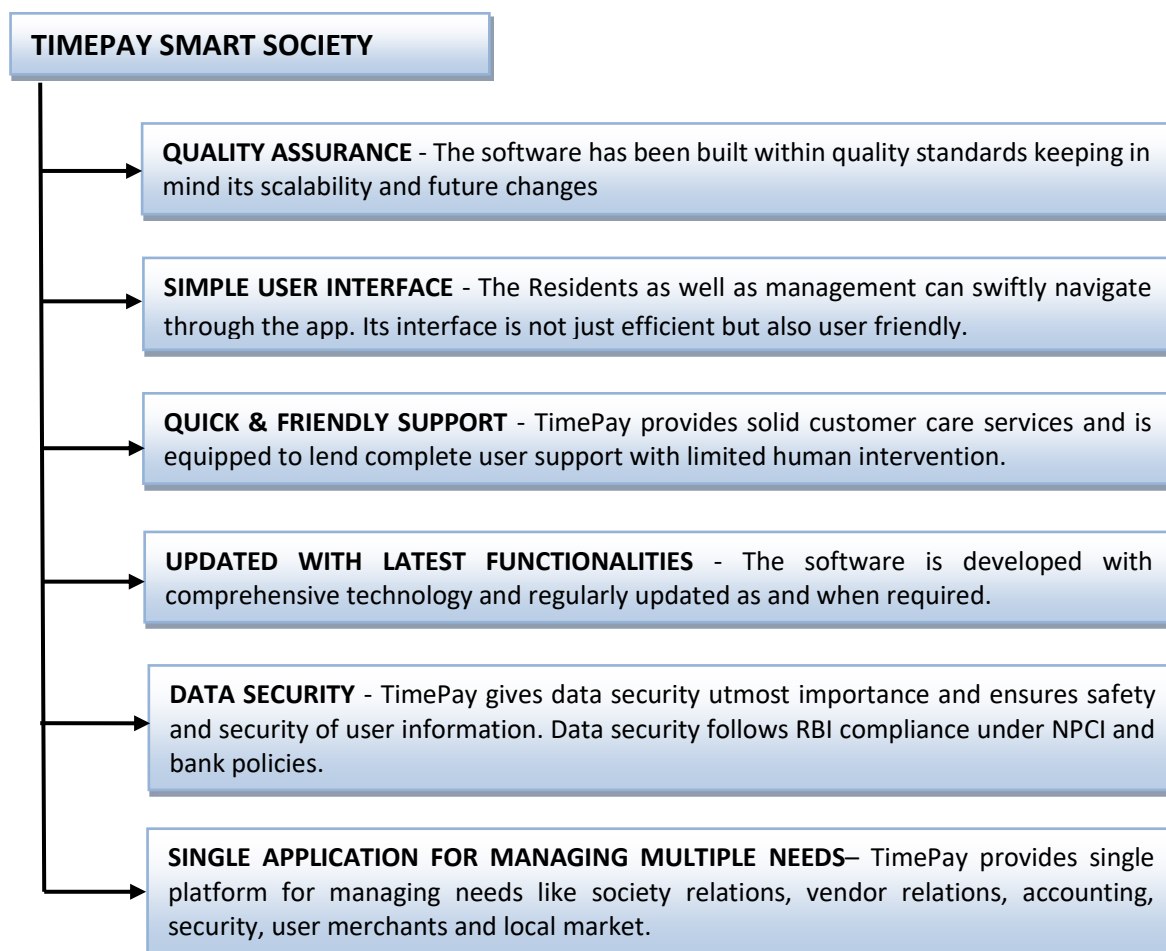 TIMEPAY SMART SOCIETY
QUALITY ASSURANCE - The software has been built within quality standards keeping in
mind its scalability and future changes
SIMPLE USER INTERFACE - The Residents as well as management can swiftly navigate
through the app. Its interface is not just efficient but also user friendly.
QUICK & FRIENDLY SUPPORT - TimePay provides solid customer care services and is
equipped to lend complete user support with limited human intervention.
UPDATED WITH LATEST FUNCTIONALITIES - The software is developed with
comprehensive technology and regularly updated as and when required.
DATA SECURITY - TimePay gives data security utmost importance and ensures safety
and security of user information. Data security follows RBI compliance under NPCI and
bank policies.
SINGLE APPLICATION FOR MANAGING MULTIPLE NEEDS– TimePay provides single
platform for managing needs like society relations, vendor relations, accounting,
security, user merchants and local market.